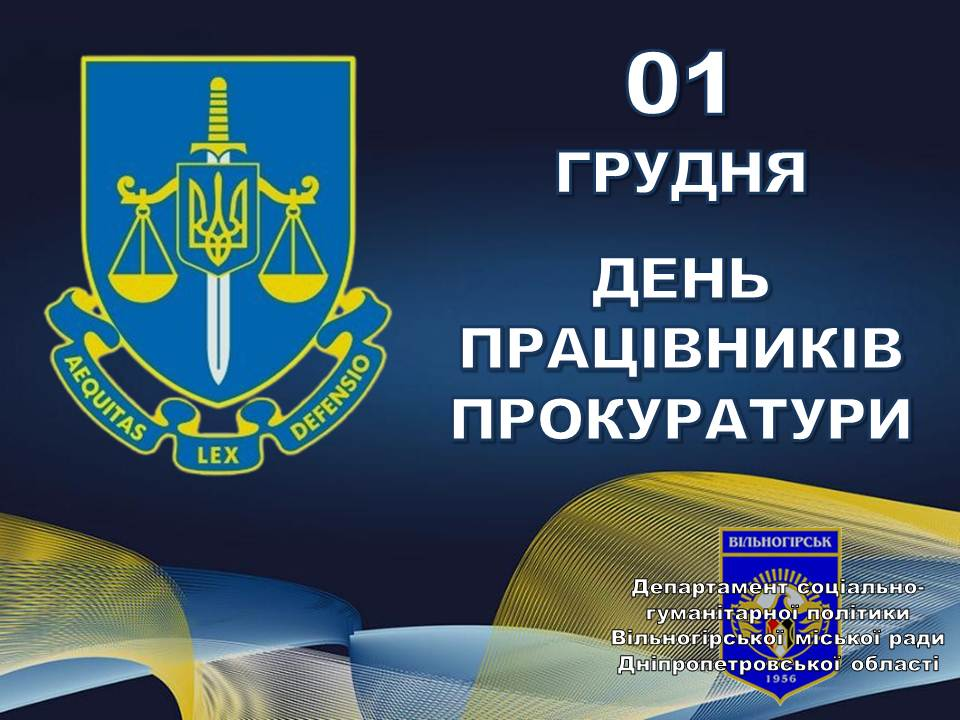 01
ГРУДНЯ
ДЕНЬ
ПРАЦІВНИКІВ
ПРОКУРАТУРИ
AEQUITAS
LEX
DEFENSIO
ВІЛЬНОГІРСЬК
Департамент соціально-
гуманітарної політики
Вільногірської міської ради
Дніпропетровської області
1956